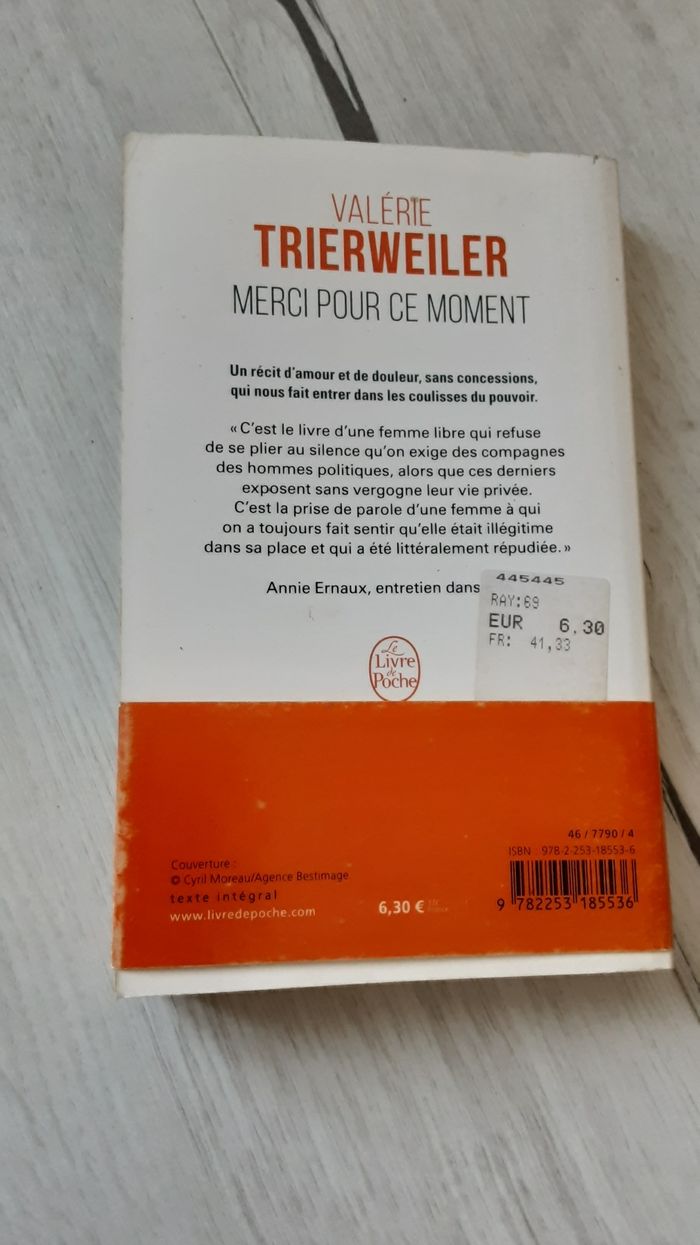 VALÉRIE
TRIERWEILER
MERCI POUR CE MOMENT
Un récit d'amour et de douleur, sans concessions,
qui nous fait entrer dans les coulisses du pouvoir.
« C'est le livre d'une femme libre qui refuse
de se plier au silence qu'on exige des compagnes
des hommes politiques, alors que ces derniers
exposent sans vergogne leur vie privée.
C'est la prise de parole d'une femme à qui
on a toujours fait sentir qu'elle était illégitime
dans sa place et qui a été littéralement répudiée. »
Annie Ernaux, entretien dans
445445
RAY:69
EUR 6,30
FR: 41,33
Le
Livre
de
Poche
46 / 7790 / 4
ISBN : 978-2-253-18553-6
Couverture :
© Cyril Moreau/Agence Bestimage
texte intégral
www.livredepoche.com
6,30 €
9 782253 185536